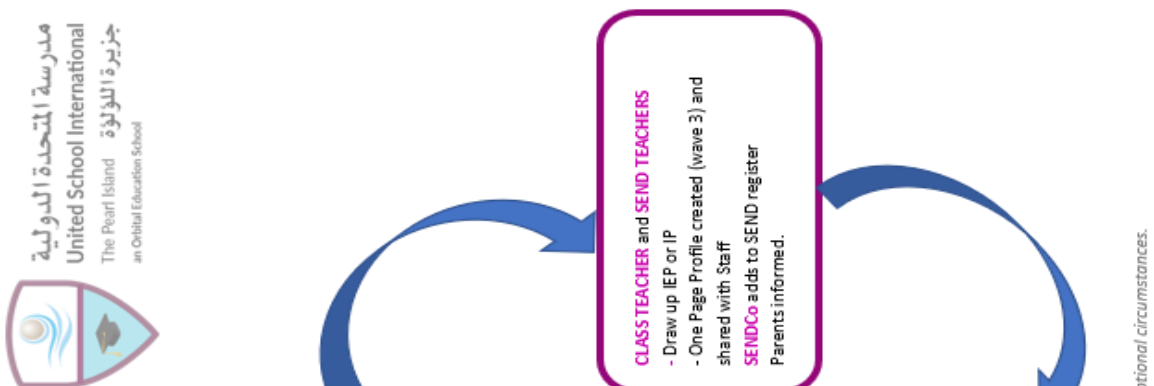 مدرسة المتحدة الدولية
United School International
The Pearl Island جزيرة اللؤلؤة
an Orbital Education School
CLASS TEACHER and SEND TEACHERS
- Draw up IEP or IP
- One Page Profile created (wave 3) and
shared with Staff
SENDCo adds to SEND register
Parents informed.
circumstances.